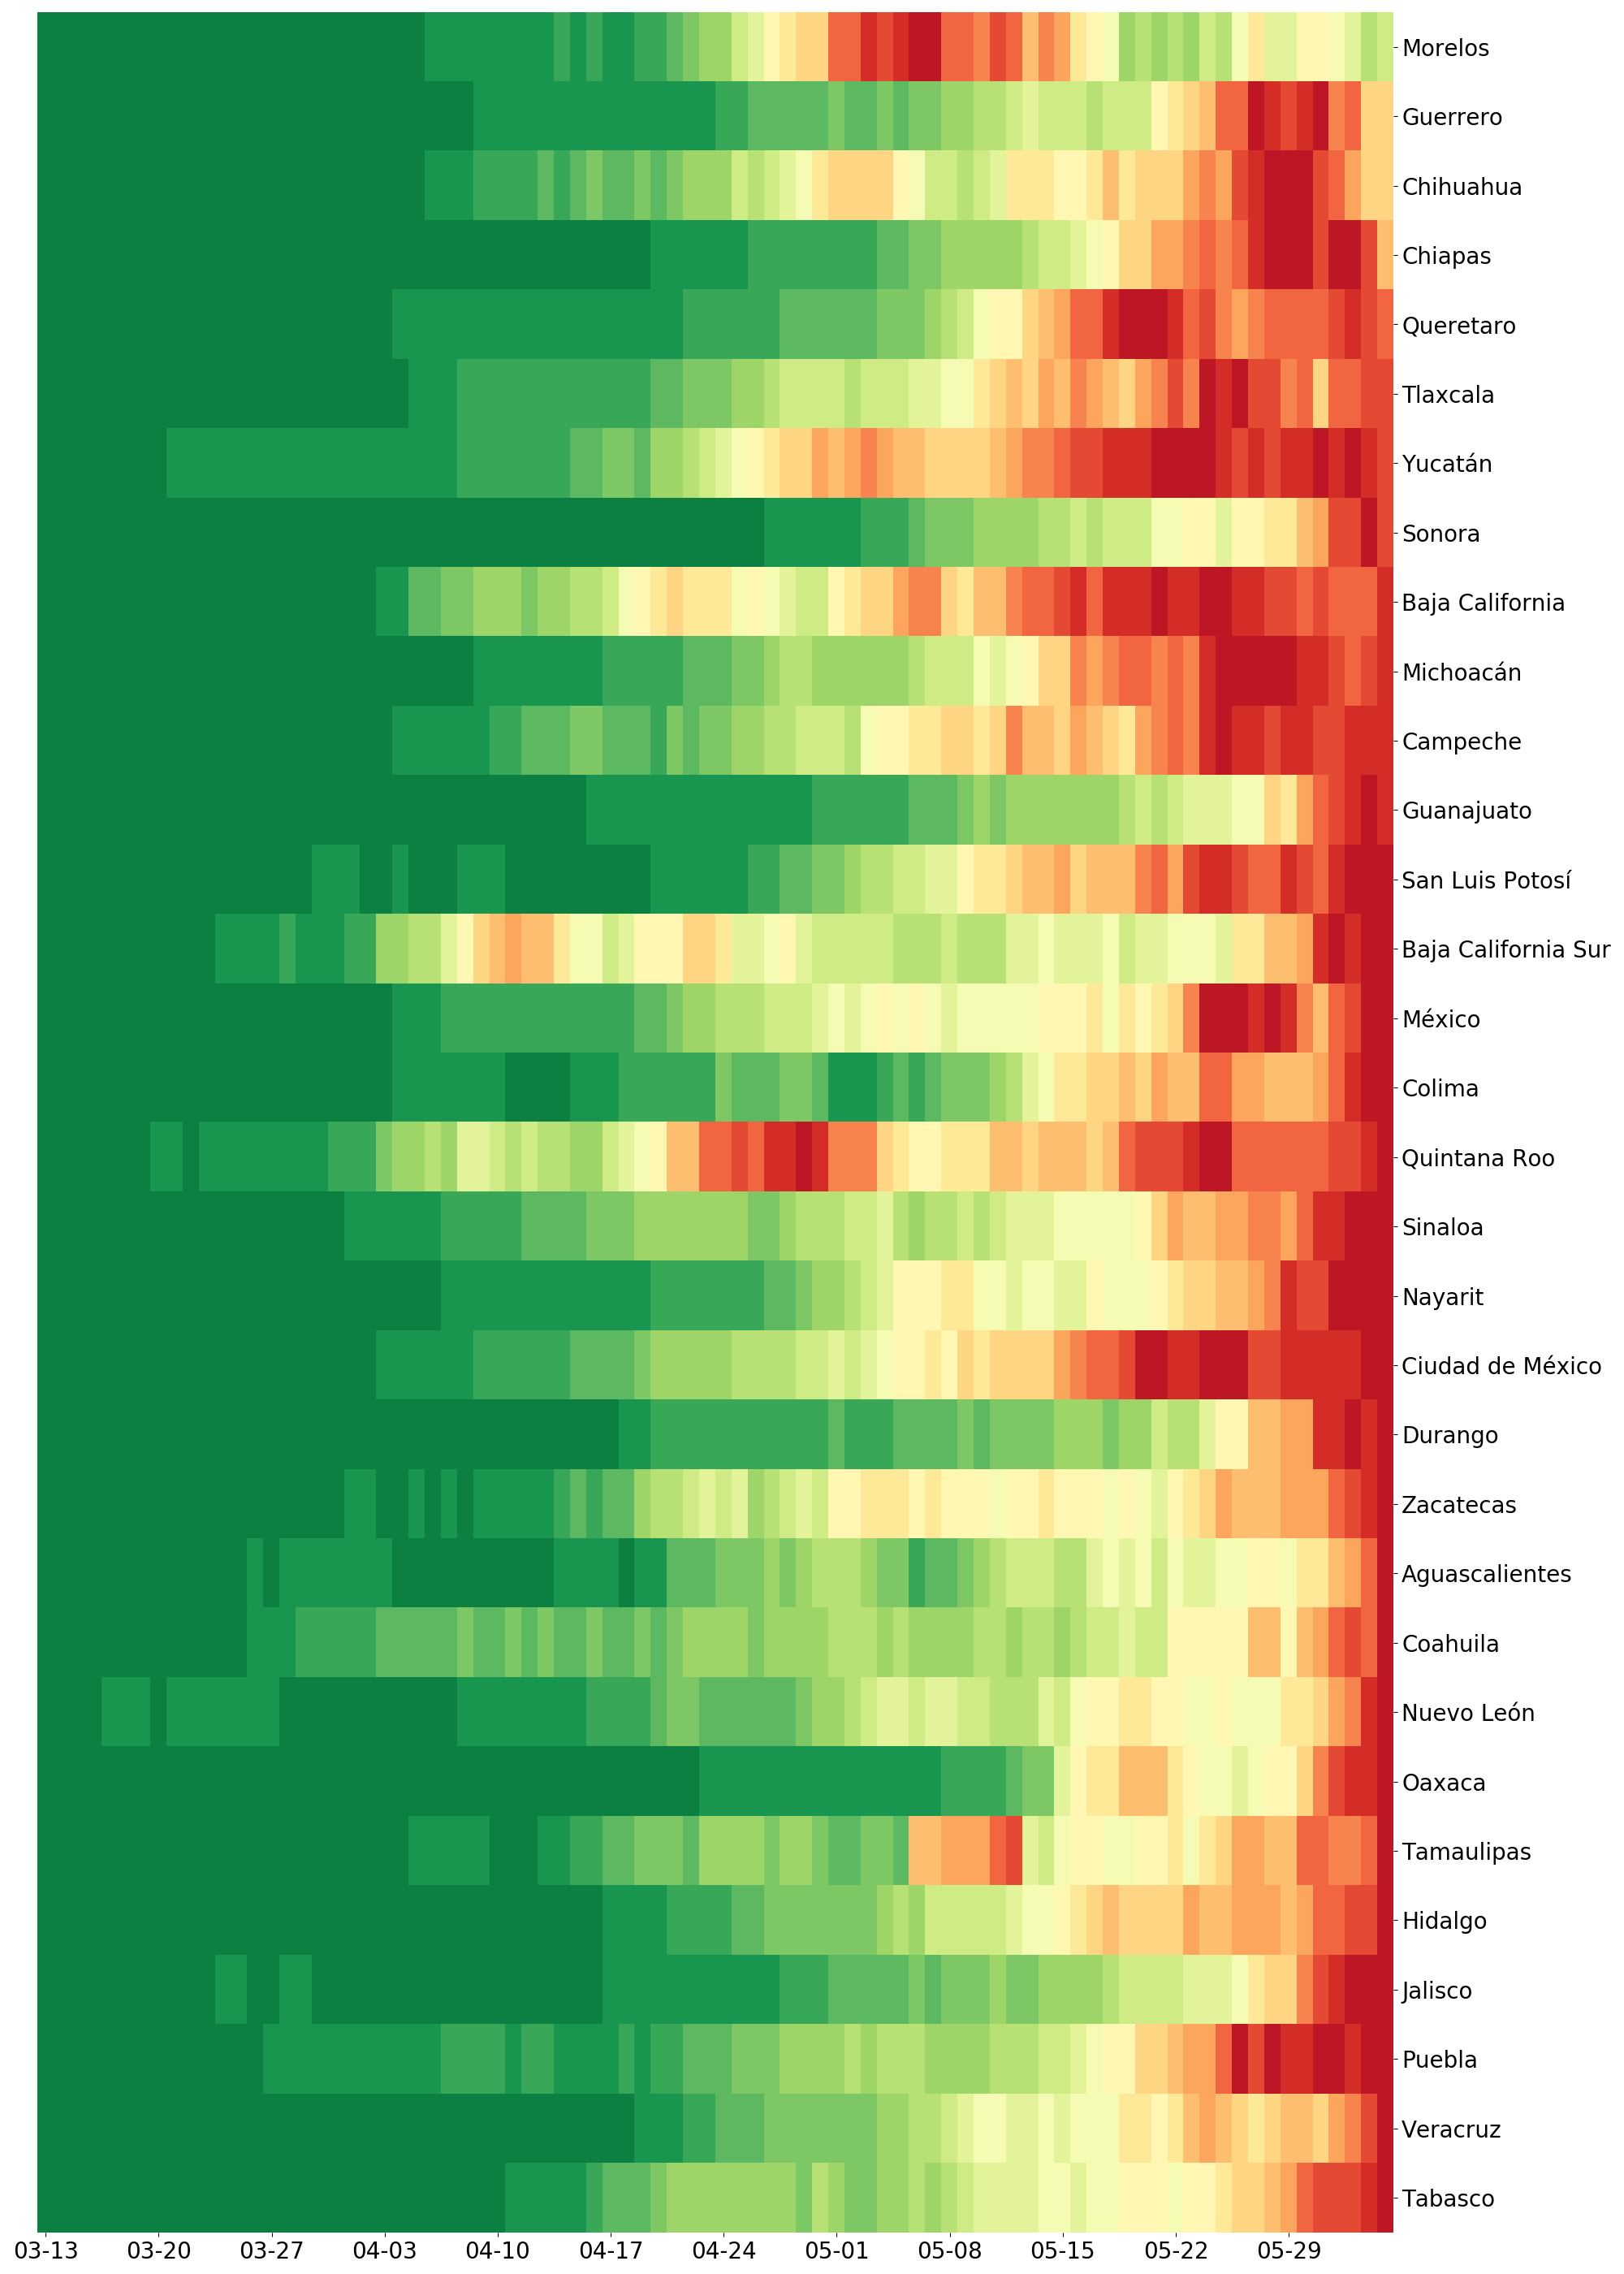 Morelos
Guerrero
Chihuahua
Chiapas
Queretaro
Tlaxcala
Yucatán
Sonora
Baja California
Michoacán
Campeche
Guanajuato
San Luis Potosí
Baja California Sur
México
Colima
Quintana Roo
Sinaloa
Nayarit
Ciudad de México
Durango
Zacatecas
Aguascalientes
Coahuila
Nuevo León
Oaxaca
Tamaulipas
Hidalgo
Jalisco
Puebla
Veracruz
Tabasco
03-13 03-20 03-27 04-03 04-10 04-17 04-24 05-01 05-08 05-15 05-22 05-29